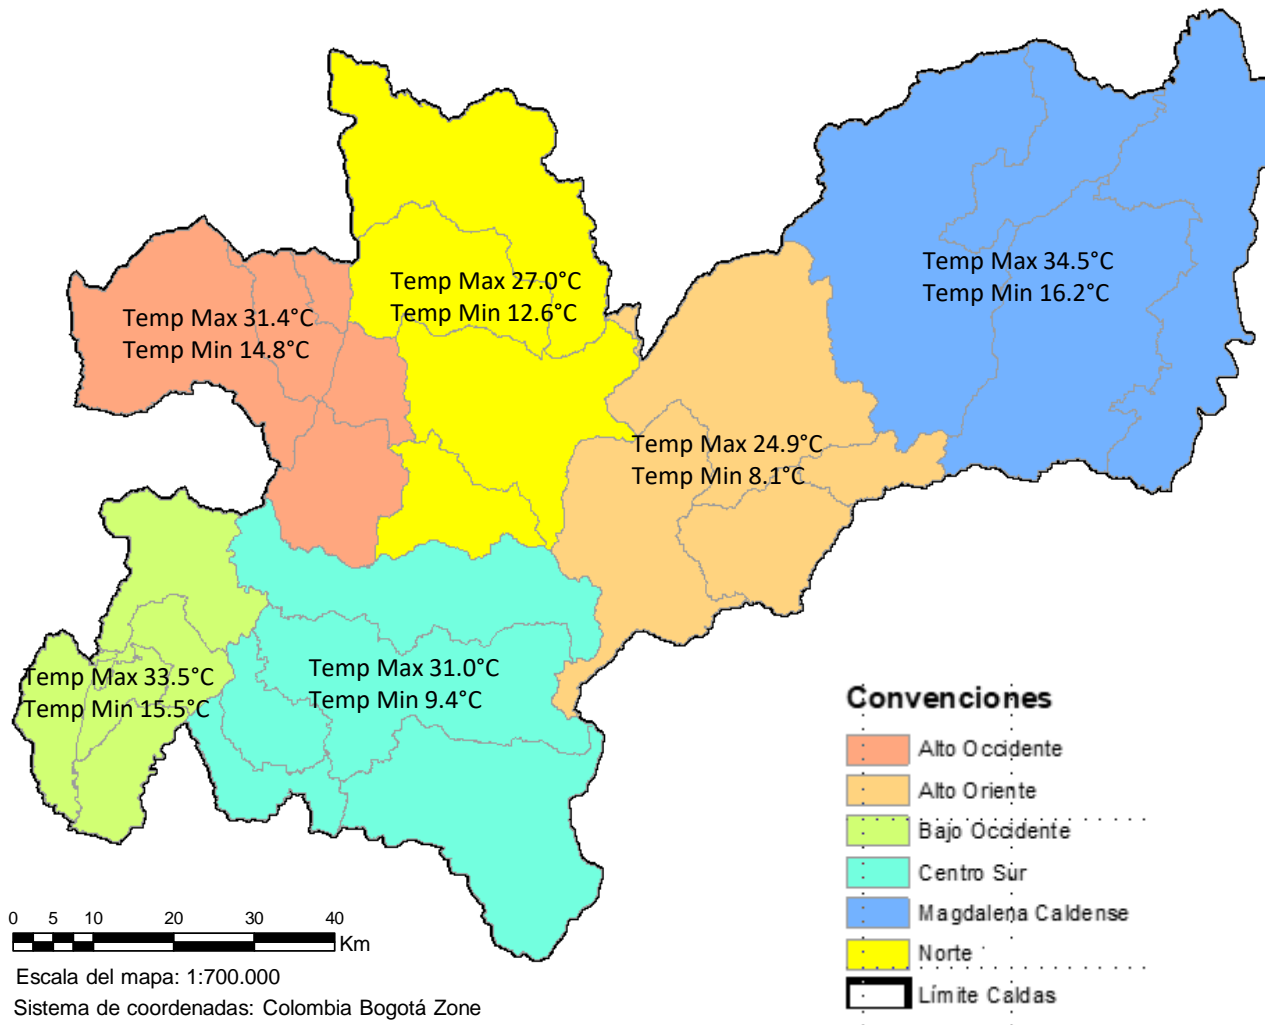 Temp Max 34.5°C
Temp Min 16.2°C
Temp Max 27.0°C
Temp Min 12.6°C
Temp Max 31.4°C
Temp Min 14.8°C
Temp Max 24.9°C
Temp Min 8.1°C
Temp Max 33.5°C
Temp Min 15.5°C
Temp Max 31.0°C
Temp Min 9.4°C
Convenciones
Alto Occidente
Alto Oriente
Bajo Occidente
Centro Sur
Magdalena Caldense
Norte
Límite Caldas
0 5 10 20 30 40
Km
Escala del mapa: 1:700.000
Sistema de coordenadas: Colombia Bogotá Zone